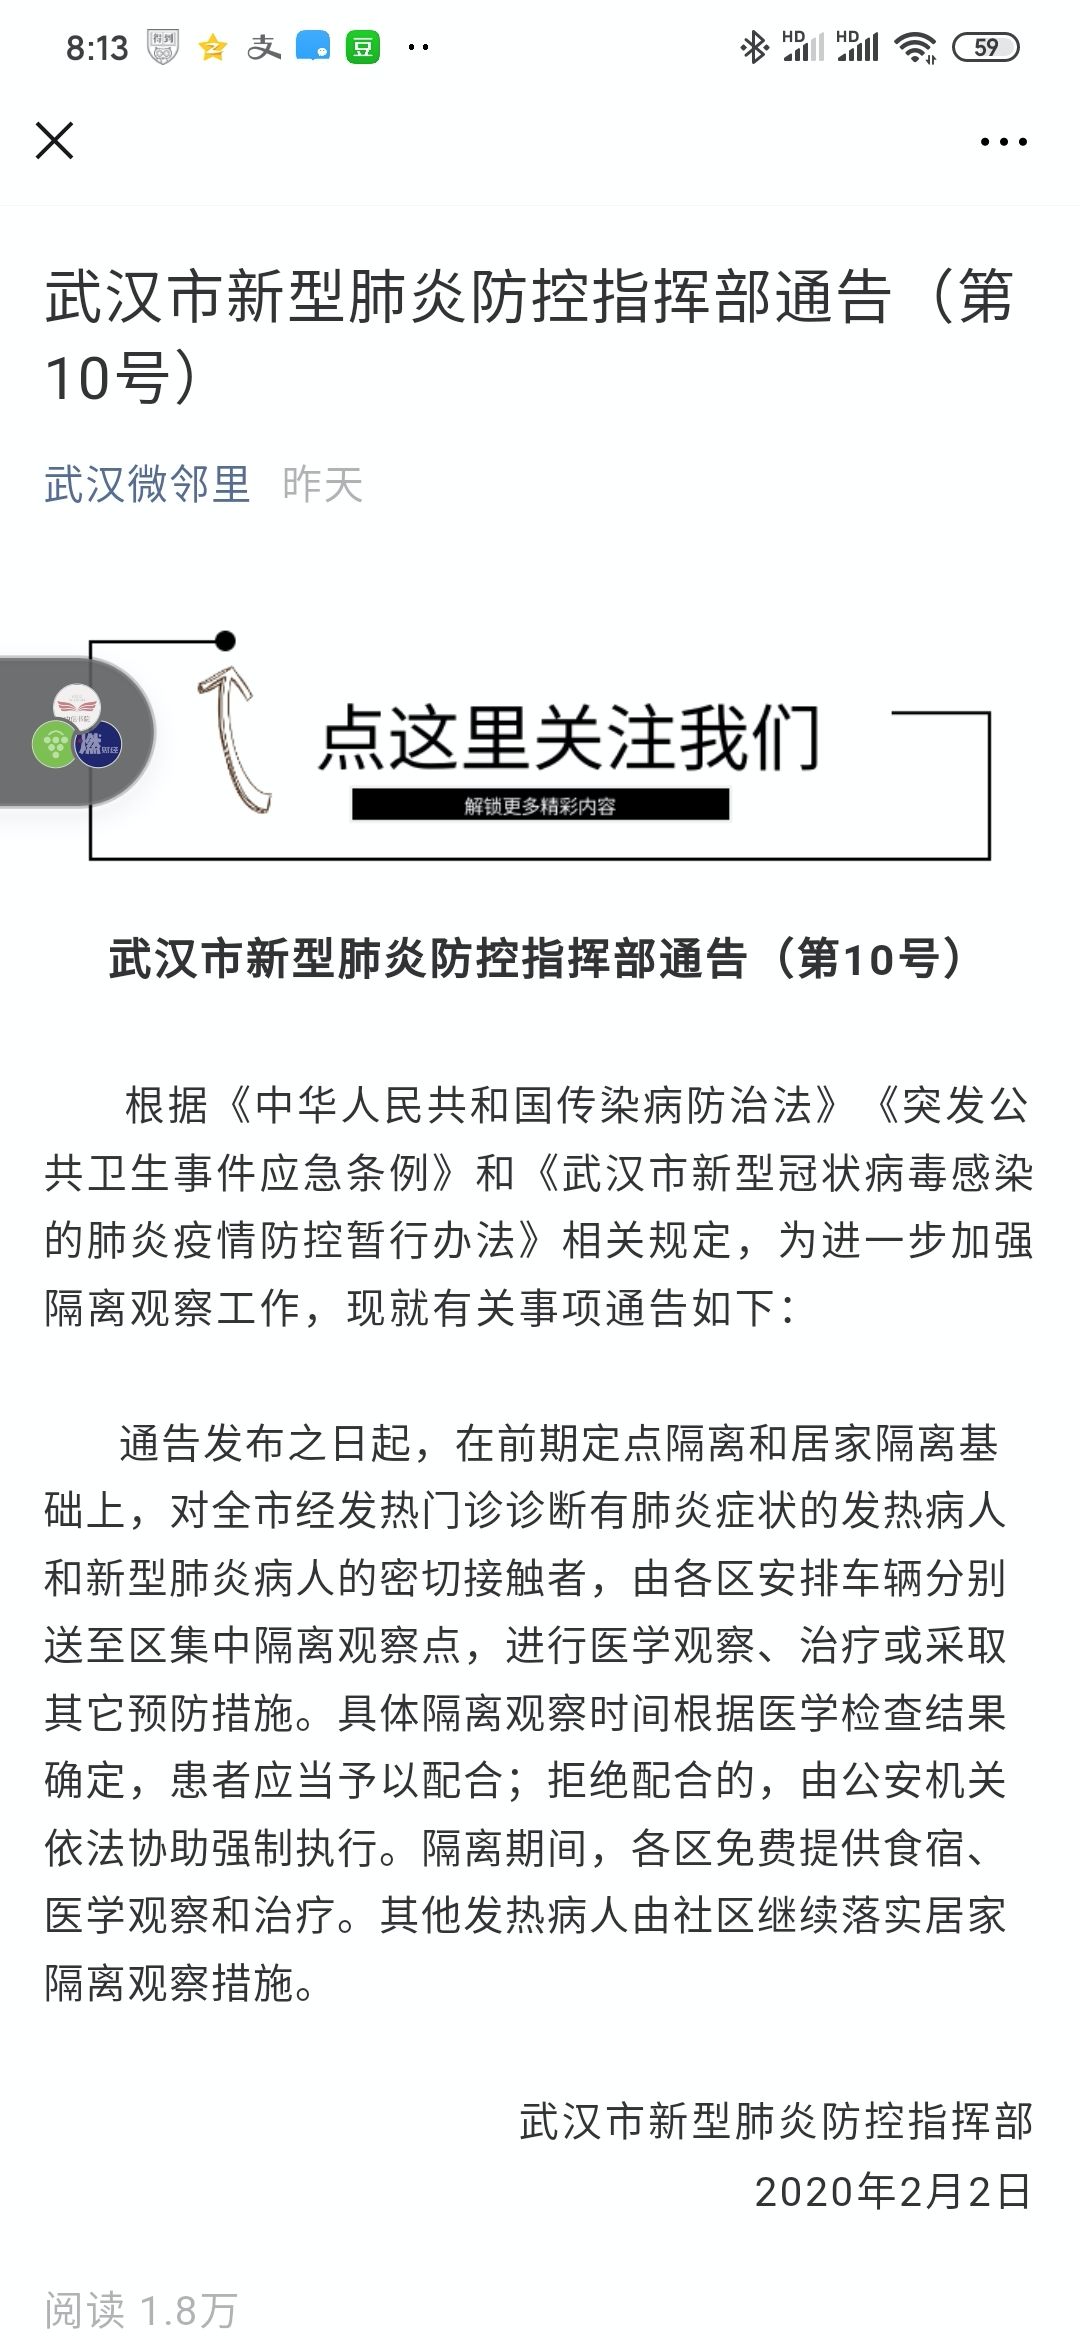 8:13
得到
支
豆
HD
HD
59
武汉市新型肺炎防控指挥部通告（第
10号）
武汉微邻里 昨天
点这里关注我们
解锁更多精彩内容
燃财经
武汉市新型肺炎防控指挥部通告（第10号）
根据《中华人民共和国传染病防治法》《突发公
共卫生事件应急条例》和《武汉市新型冠状病毒感染
的肺炎疫情防控暂行办法》相关规定，为进一步加强
隔离观察工作，现就有关事项通告如下：
通告发布之日起，在前期定点隔离和居家隔离基
础上，对全市经发热门诊诊断有肺炎症状的发热病人
和新型肺炎病人的密切接触者，由各区安排车辆分别
送至区集中隔离观察点，进行医学观察、治疗或采取
其它预防措施。具体隔离观察时间根据医学检查结果
确定，患者应当予以配合；拒绝配合的，由公安机关
依法协助强制执行。隔离期间，各区免费提供食宿、
医学观察和治疗。其他发热病人由社区继续落实居家
隔离观察措施。
武汉市新型肺炎防控指挥部
2020年2月2日
阅读 1.8万